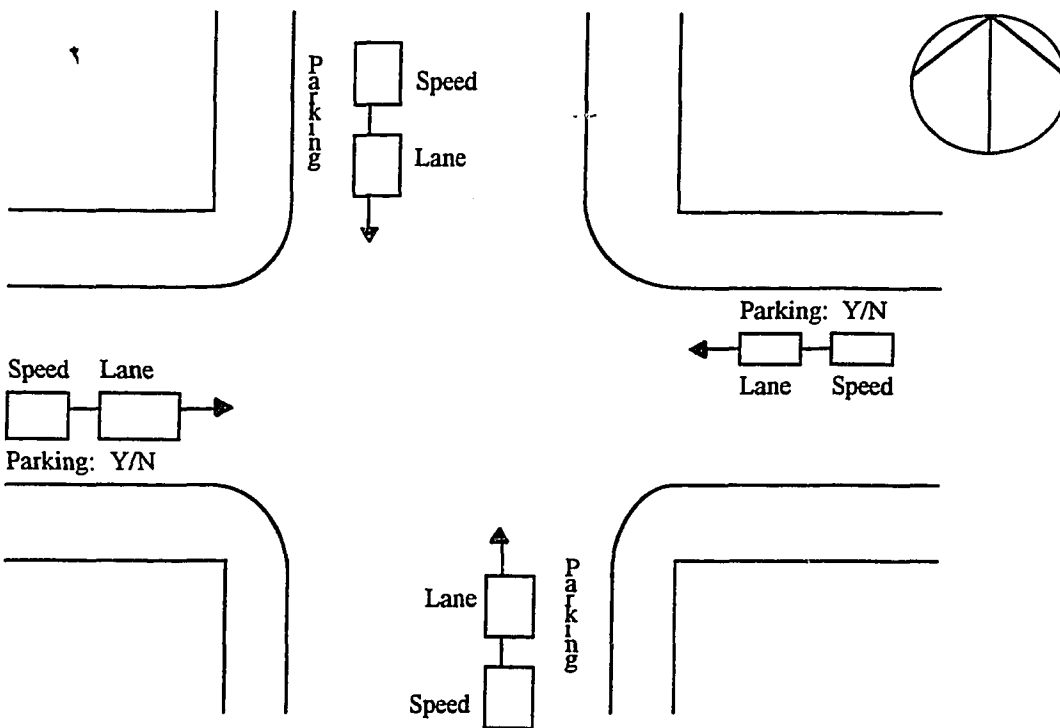 Parking
Speed
Lane
Parking: Y/N
Lane Speed
Speed Lane
Parking: Y/N
Lane
Parking
Speed